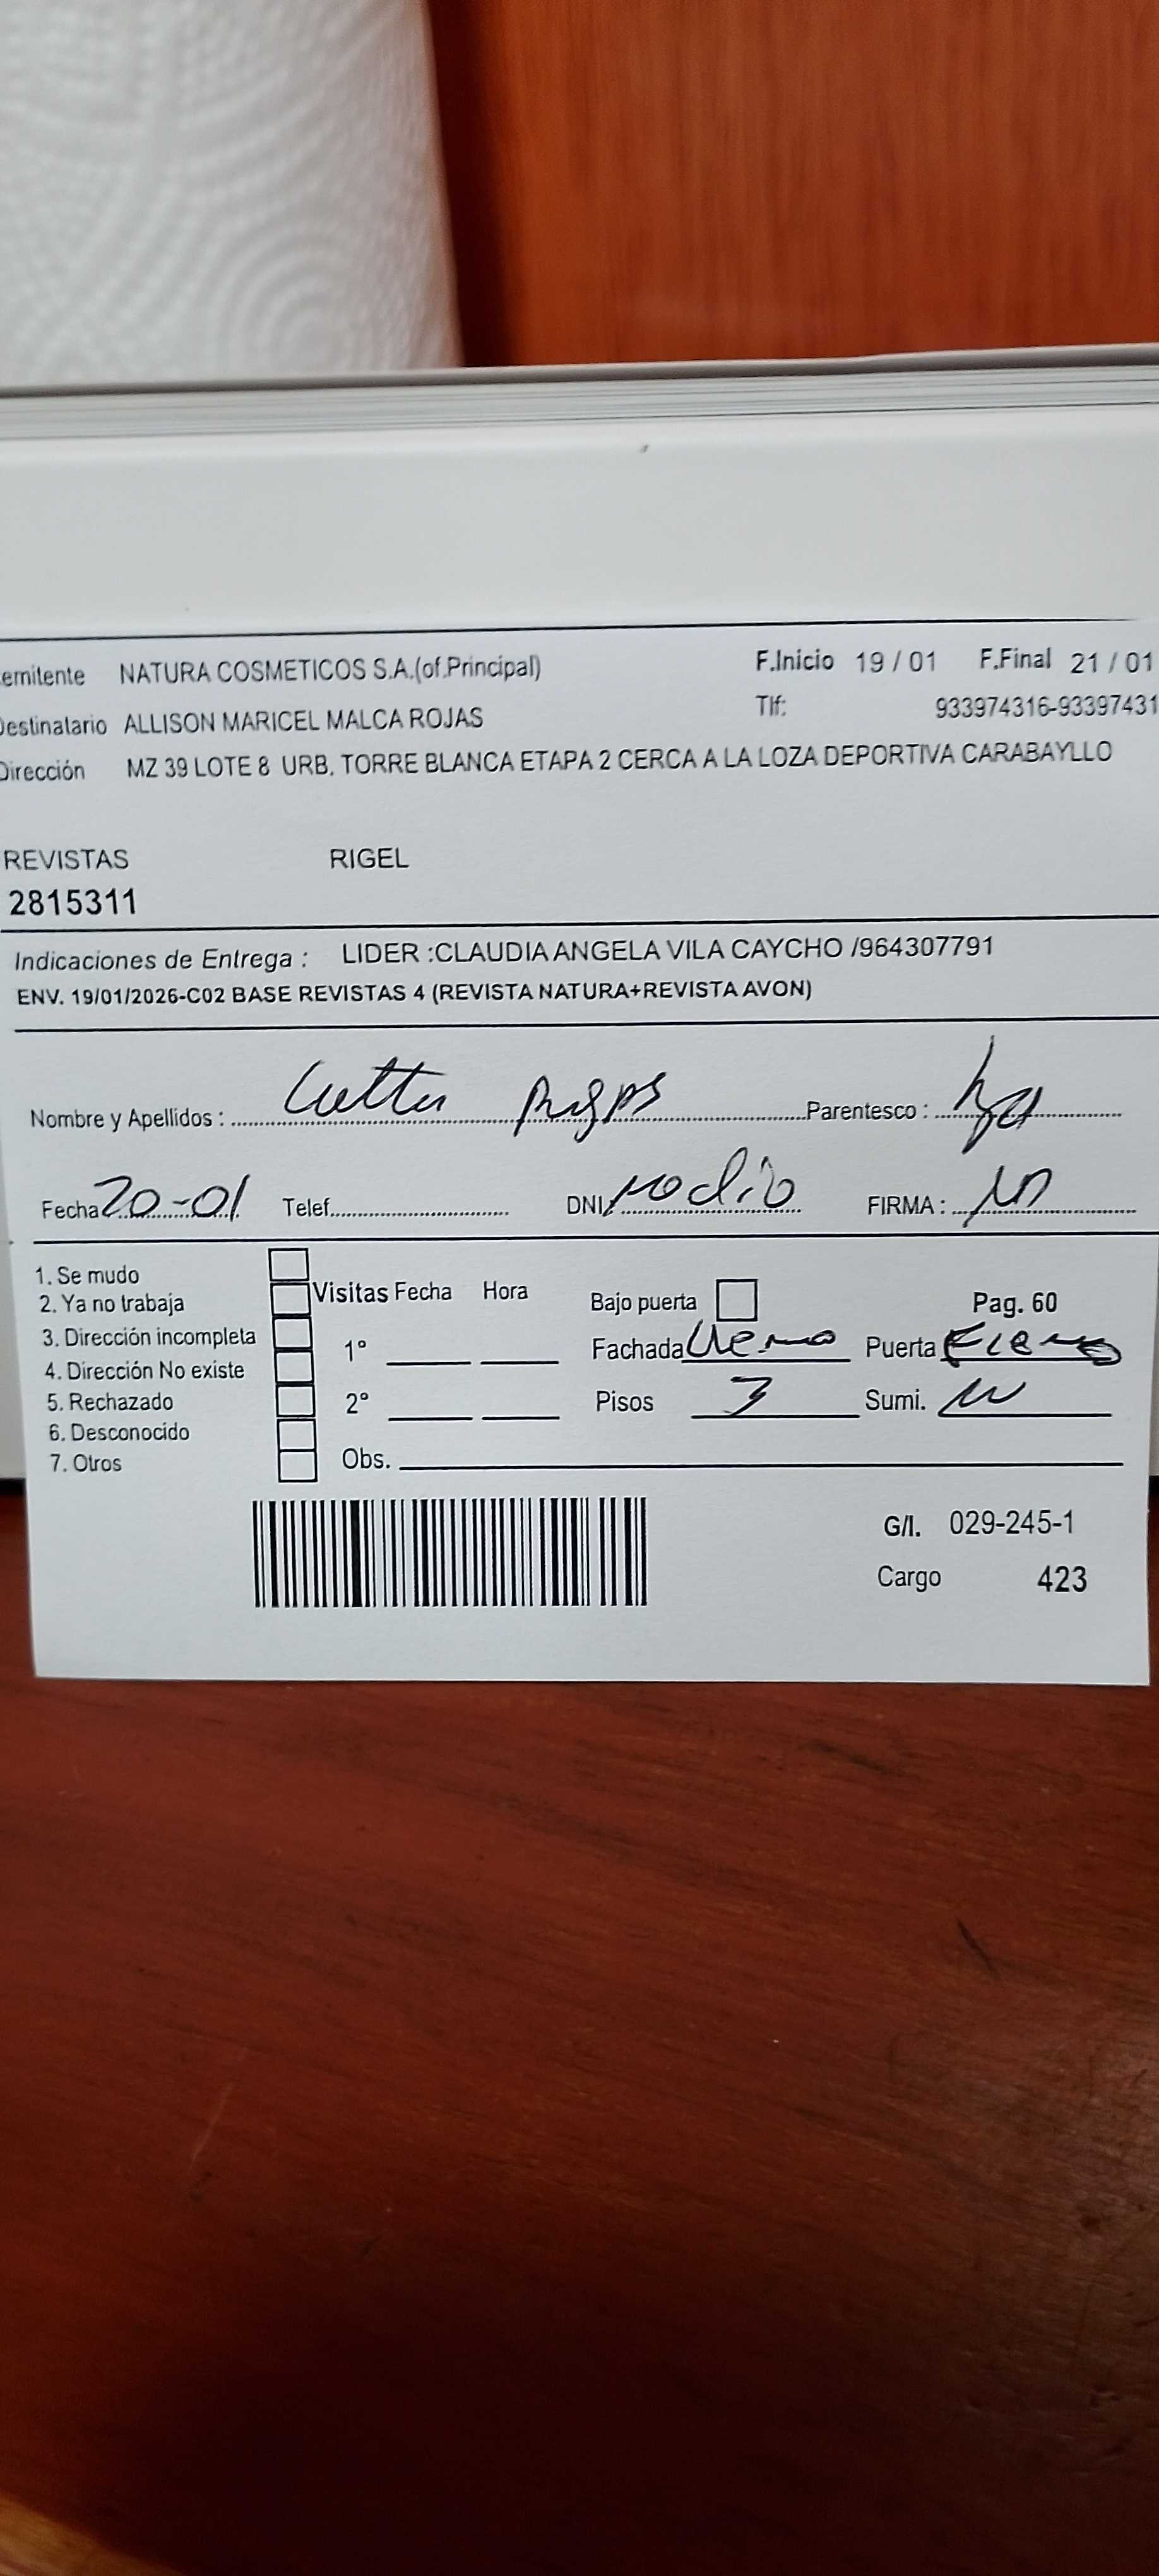 emitente NATURA COSMETICOS S.A.(of.Principal) F.Inicio 19 / 01 F.Final 21 / 01
Destinatario ALLISON MARICEL MALCA ROJAS Tlf: 933974316-93397431
Dirección MZ 39 LOTE 8 URB. TORRE BLANCA ETAPA 2 CERCA A LA LOZA DEPORTIVA CARABAYLLO
REVISTAS RIGEL
2815311
Indicaciones de Entrega : LIDER :CLAUDIA ANGELA VILA CAYCHO /964307791
ENV. 19/01/2026-C02 BASE REVISTAS 4 (REVISTA NATURA+REVISTA AVON)
Nombre y Apellidos : Parentesco :
Fecha 20-01 Telef. DNI no dio FIRMA :
1. Se mudo
2. Ya no trabaja
3. Dirección incompleta
4. Dirección No existe
5. Rechazado
6. Desconocido
7. Otros
Visitas Fecha Hora
1°
2°
Obs.
Bajo puerta Pag. 60
Fachada Puerta
Pisos 3 Sumi.
G/I. 029-245-1
Cargo 423